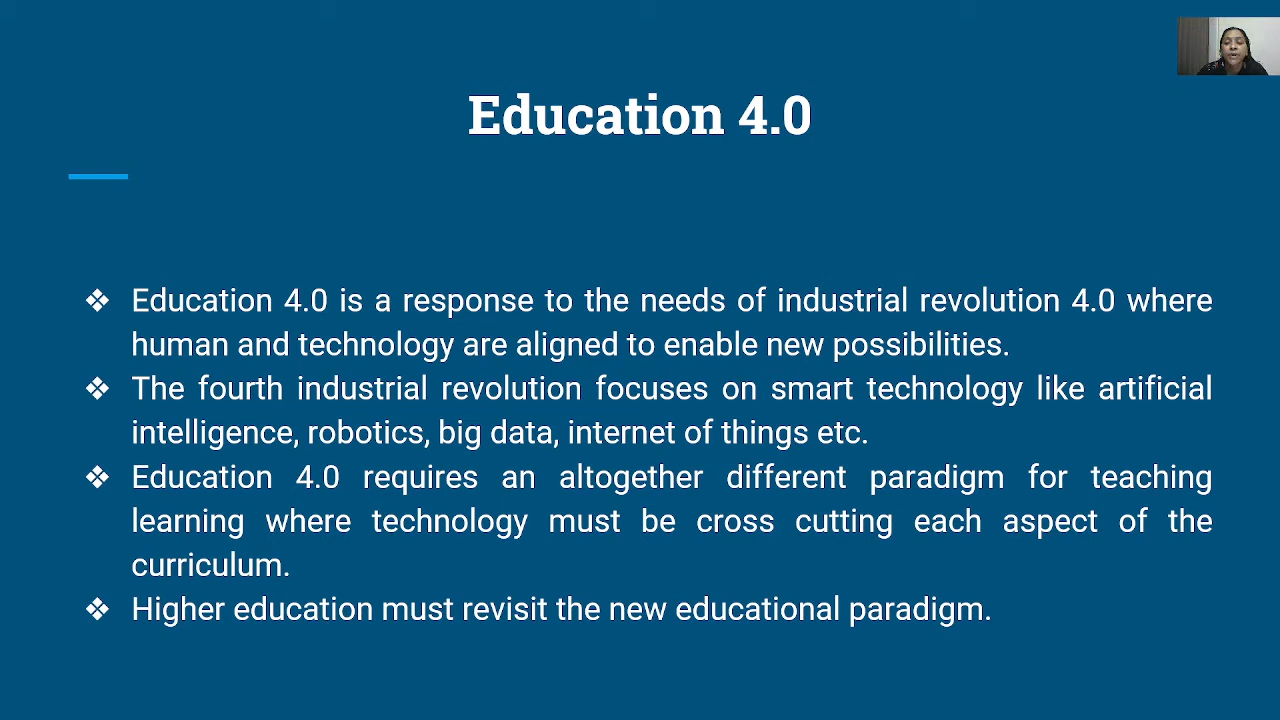 Education 4.0
❖ Education 4.0 is a response to the needs of industrial revolution 4.0 where
human and technology are aligned to enable new possibilities.
❖ The fourth industrial revolution focuses on smart technology like artificial
intelligence, robotics, big data, internet of things etc.
❖ Education 4.0 requires an altogether different paradigm for teaching
learning where technology must be cross cutting each aspect of the
curriculum.
❖ Higher education must revisit the new educational paradigm.